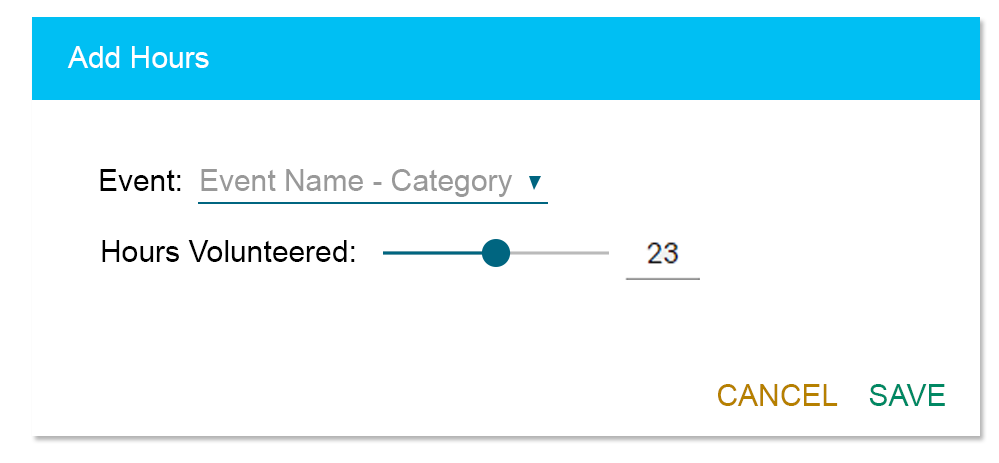 Add Hours
Event: Event Name - Category
Hours Volunteered: 23
CANCEL SAVE